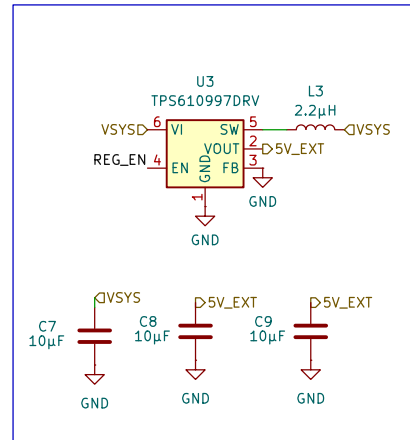 U3
TPS610997DRV
L3
2.2µH
VSYS
6
VI
SW
5
VSYS
VOUT
2
5V_EXT
REG_EN
4
EN
GND
FB
3
GND
1
GND
VSYS
C7
10µF
GND
5V_EXT
C8
10µF
GND
5V_EXT
C9
10µF
GND